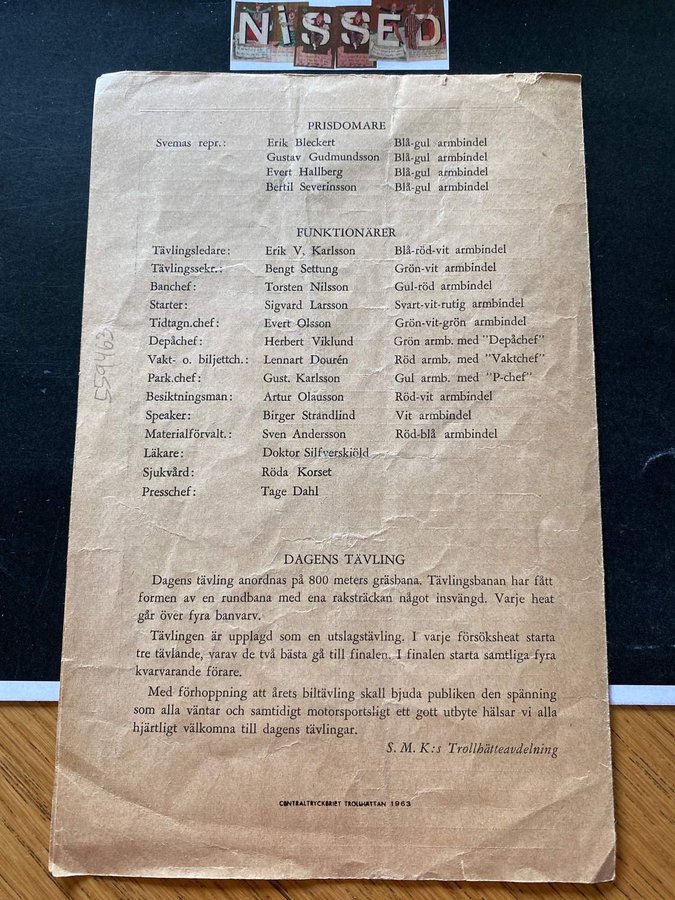 NiSSED
PRISDOMARE
Svemas repr.: Erik Bleckert Blå-gul armbindel
Gustav Gudmundsson Blå-gul armbindel
Evert Hallberg Blå-gul armbindel
Bertil Severinsson Blå-gul armbindel
FUNKTIONÄRER
Tävlingsledare: Erik V. Karlsson Blå-röd-vit armbindel
Tävlingssekr.: Bengt Settung Grön-vit armbindel
Banchef: Torsten Nilsson Gul-röd armbindel
Starter: Sigvard Larsson Svart-vit-rutig armbindel
Tidtagn.chef: Evert Olsson Grön-vit-grön armbindel
Depåchef: Herbert Viklund Grön armb. med "Depåchef"
Vakt- o. biljettch.: Lennart Dourén Röd armb. med "Vaktchef"
Park.chef: Gust. Karlsson Gul armb. med "P-chef"
Besiktningsman: Artur Olausson Röd-vit armbindel
Speaker: Birger Strandlind Vit armbindel
Materialförvalt.: Sven Andersson Röd-blå armbindel
Läkare: Doktor Silfverskiöld
Sjukvård: Röda Korset
Presschef: Tage Dahl
559463
DAGENS TÄVLING
Dagens tävling anordnas på 800 meters gräsbana. Tävlingsbanan har fått
formen av en rundbana med ena raksträckan något insvängd. Varje heat
går över fyra banvarv.
Tävlingen är upplagd som en utslagstävling. I varje försöksheat starta
tre tävlande, varav de två bästa gå till finalen. I finalen starta samtliga fyra
kvarvarande förare.
Med förhoppning att årets biltävling skall bjuda publiken den spänning
som alla väntar och samtidigt motorsportsligt ett gott utbyte hälsar vi alla
hjärtligt välkomna till dagens tävlingar.
S. M. K:s Trollhätteavdelning
CENTRALTRYCKERIET TROLLHÄTTAN 1963